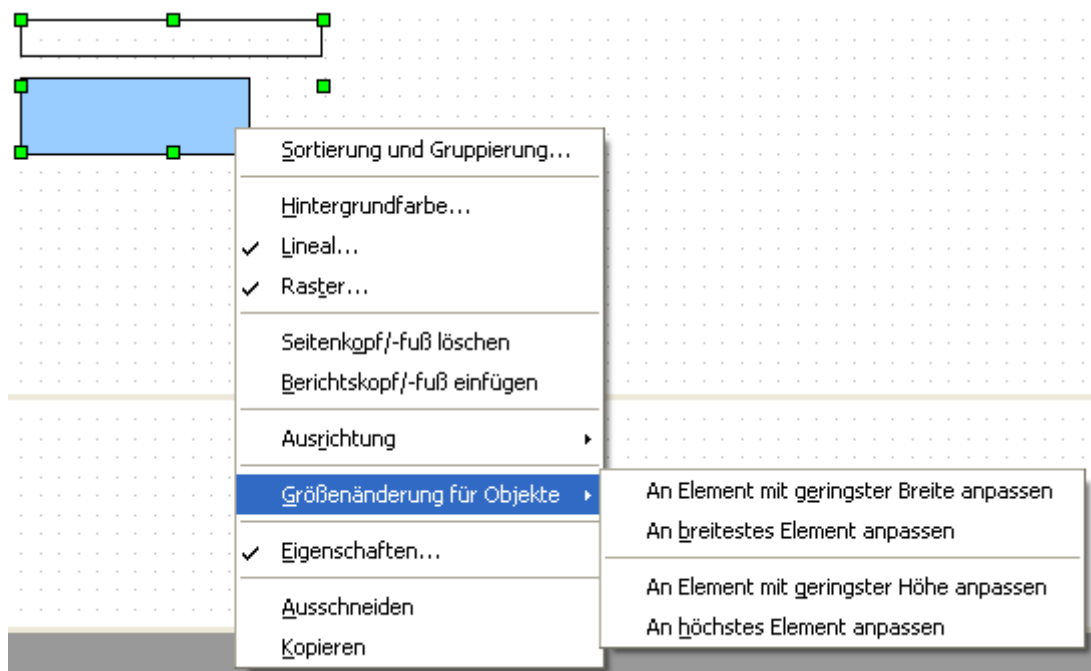 Sortierung und Gruppierung...
Hintergrundfarbe...
Lineal...
Raster...
Seitenkopf/-fuß löschen
Berichtskopf/-fuß einfügen
Ausrichtung
Größenänderung für Objekte
An Element mit geringster Breite anpassen
An breitestes Element anpassen
An Element mit geringster Höhe anpassen
An höchstes Element anpassen
Eigenschaften...
Ausschneiden
Kopieren